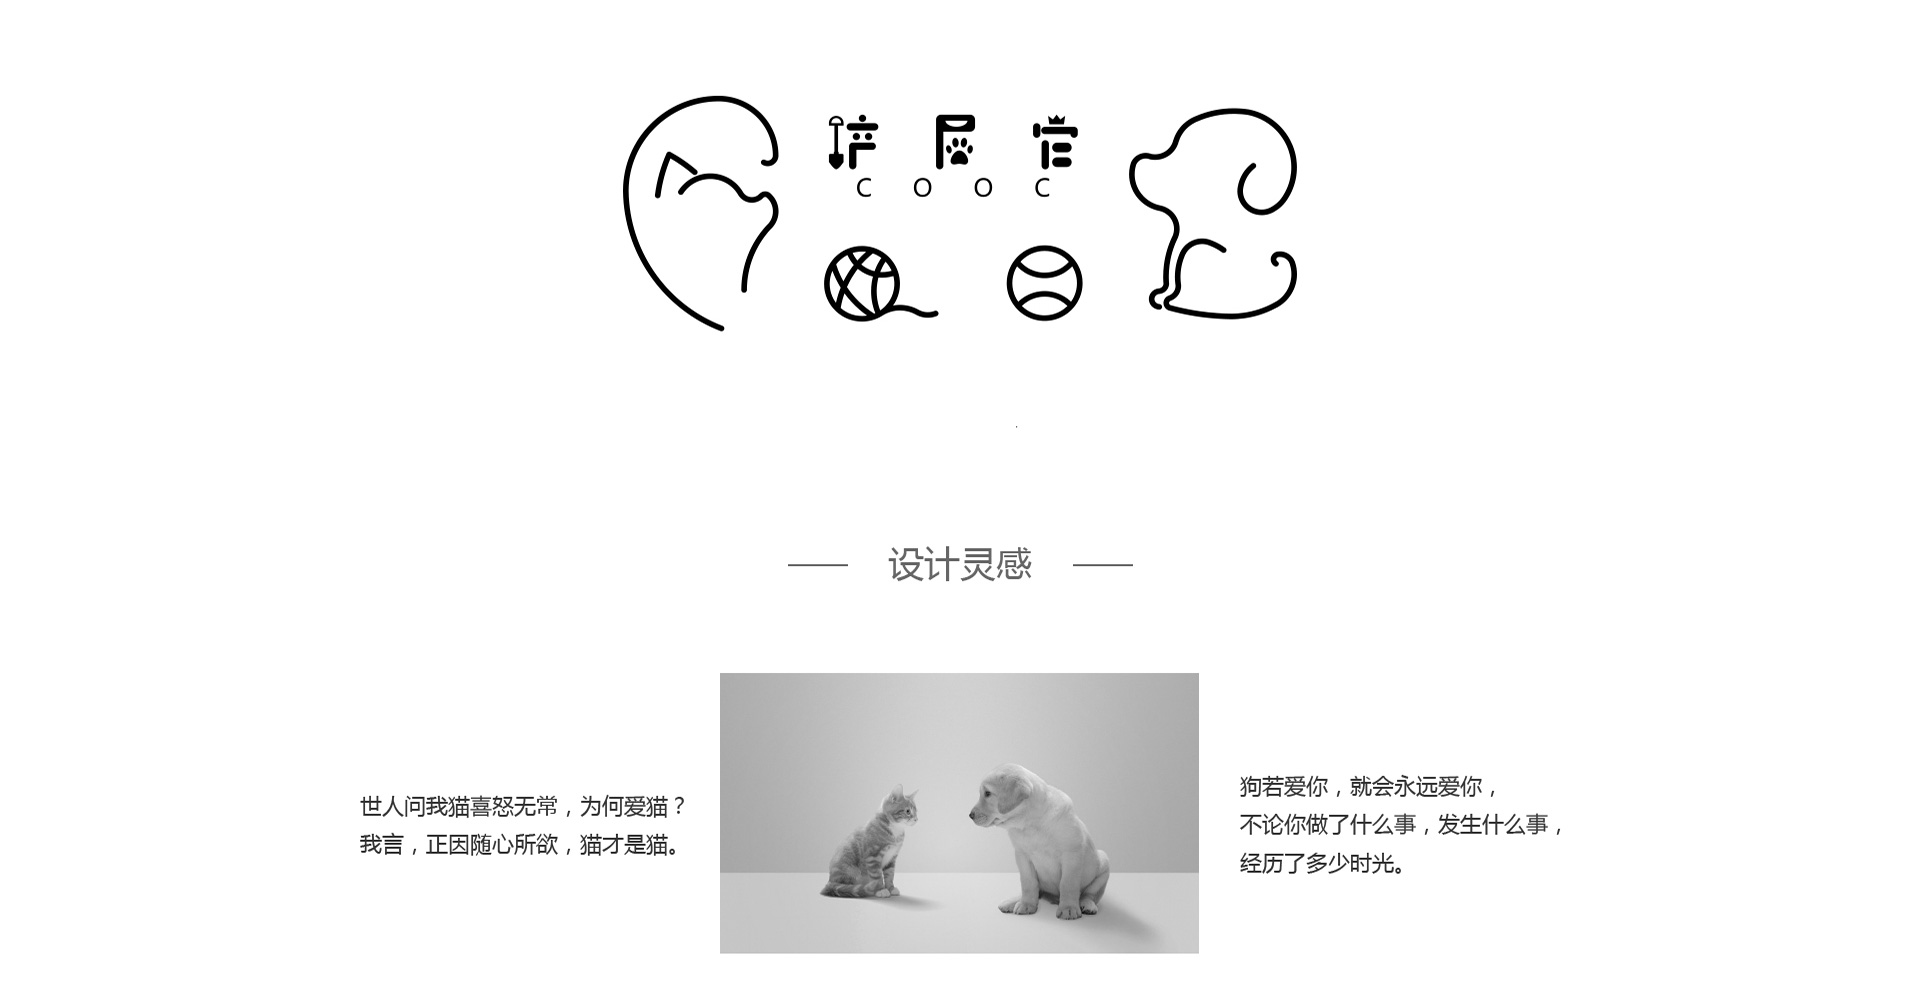 铲屎官
COOC
设计灵感
世人问我猫喜怒无常，为何爱猫？
我言，正因随心所欲，猫才是猫。
狗若爱你，就会永远爱你，
不论你做了什么事，发生什么事，
经历了多少时光。